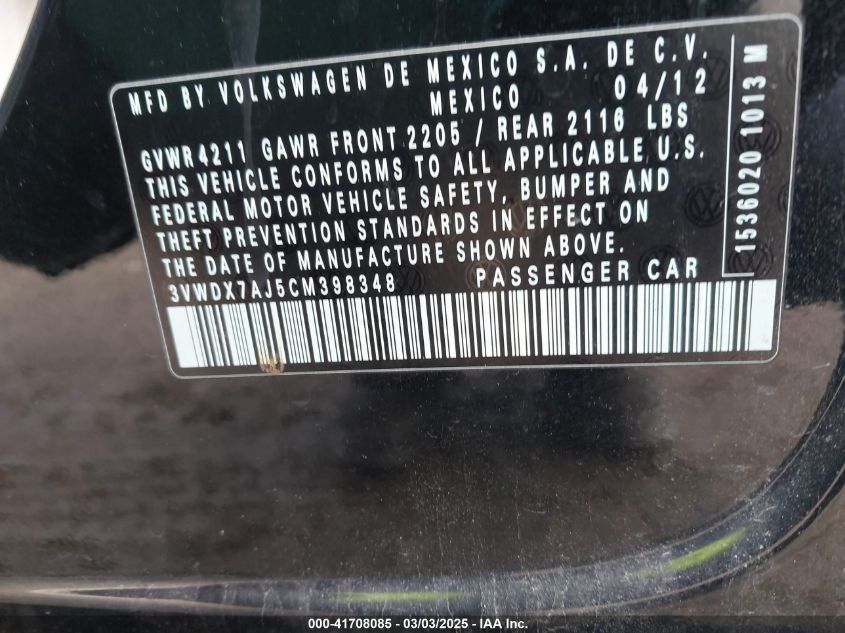 MFD BY VOLKSWAGEN DE MEXICO S.A. DE C.V.
MEXICO 04/12
GVWR 4211 GAWR FRONT 2205 / REAR 2116 LBS
THIS VEHICLE CONFORMS TO ALL APPLICABLE U.S.
FEDERAL MOTOR VEHICLE SAFETY, BUMPER AND
THEFT PREVENTION STANDARDS IN EFFECT ON
THE DATE OF MANUFACTURE SHOWN ABOVE.
3VWDX7AJ5CM398348 PASSENGER CAR
1536020 1013 M
000-41708085 - 03/03/2025 - IAA Inc.